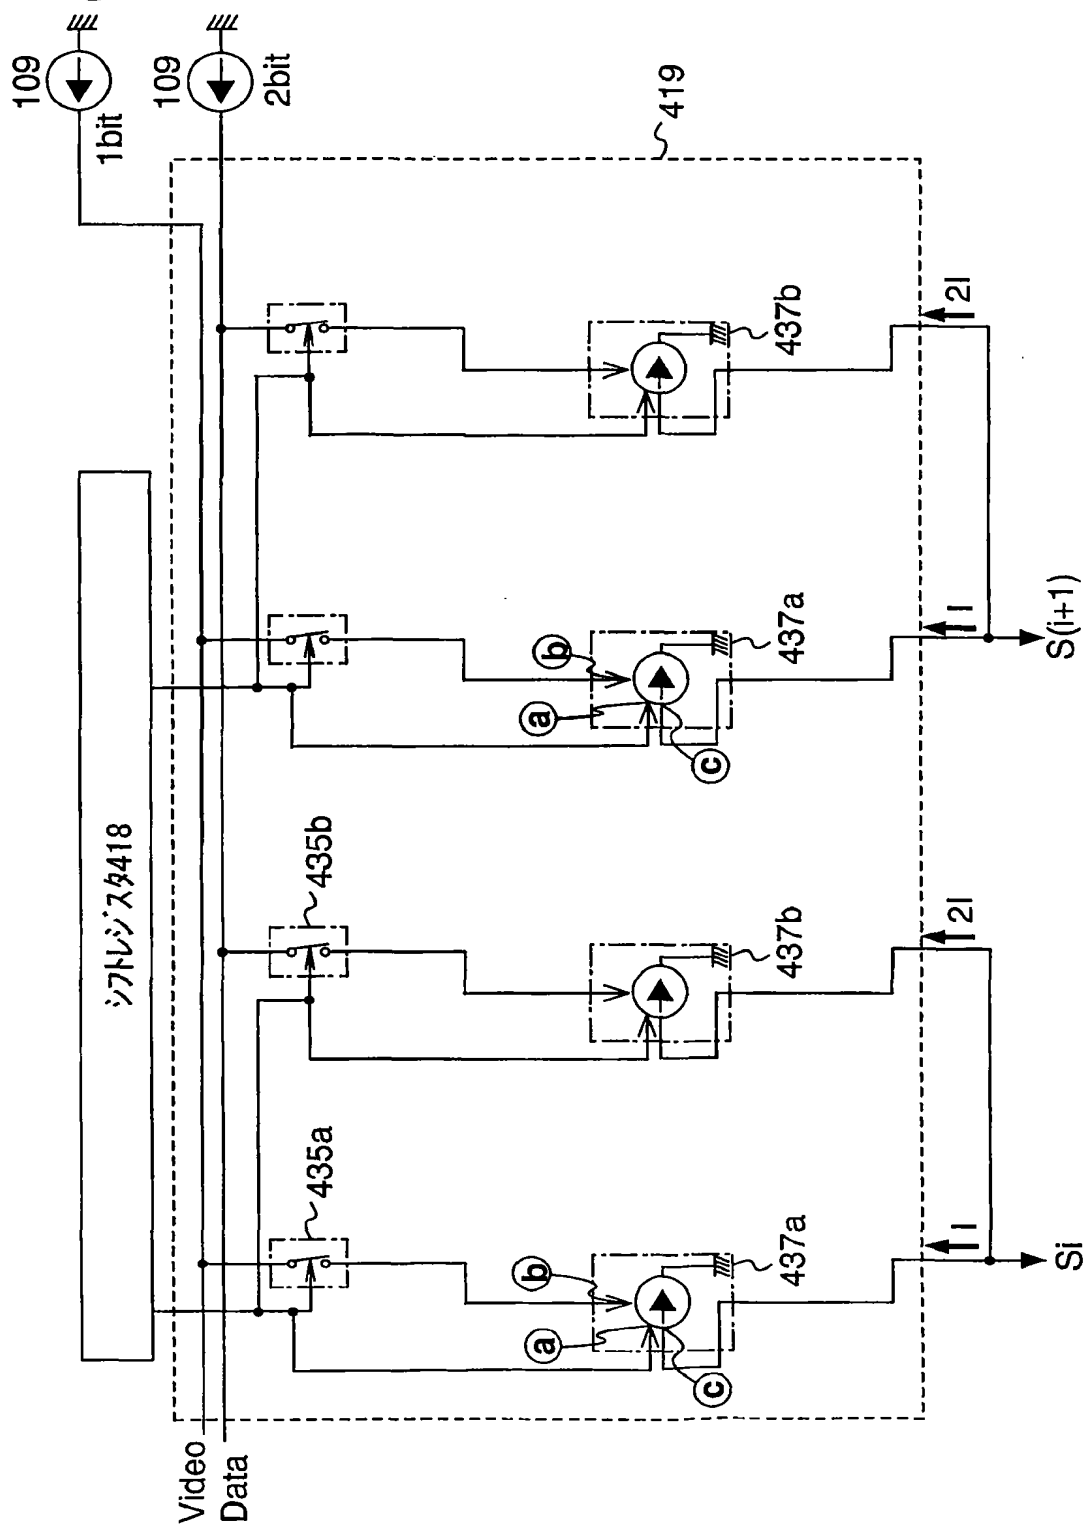 109
1bit
109
2bit
シフトレジスタ418
Video
Data
419
435a
435b
a
b
c
437a
437b
a
b
c
437a
437b
I
2I
I
2I
Si
S(i+1)